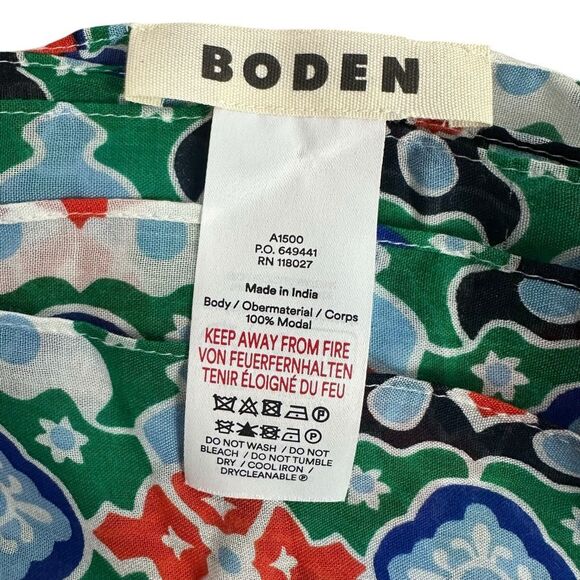 BODEN
A1500
P.O. 649441
RN 118027
Made in India
Body / Obermaterial / Corps
100% Modal
KEEP AWAY FROM FIRE
VON FEUERFERNHALTEN
TENIR ÉLOIGNÉ DU FEU
DO NOT WASH / DO NOT
BLEACH / DO NOT TUMBLE
DRY / COOL IRON /
DRYCLEANABLE Ⓟ